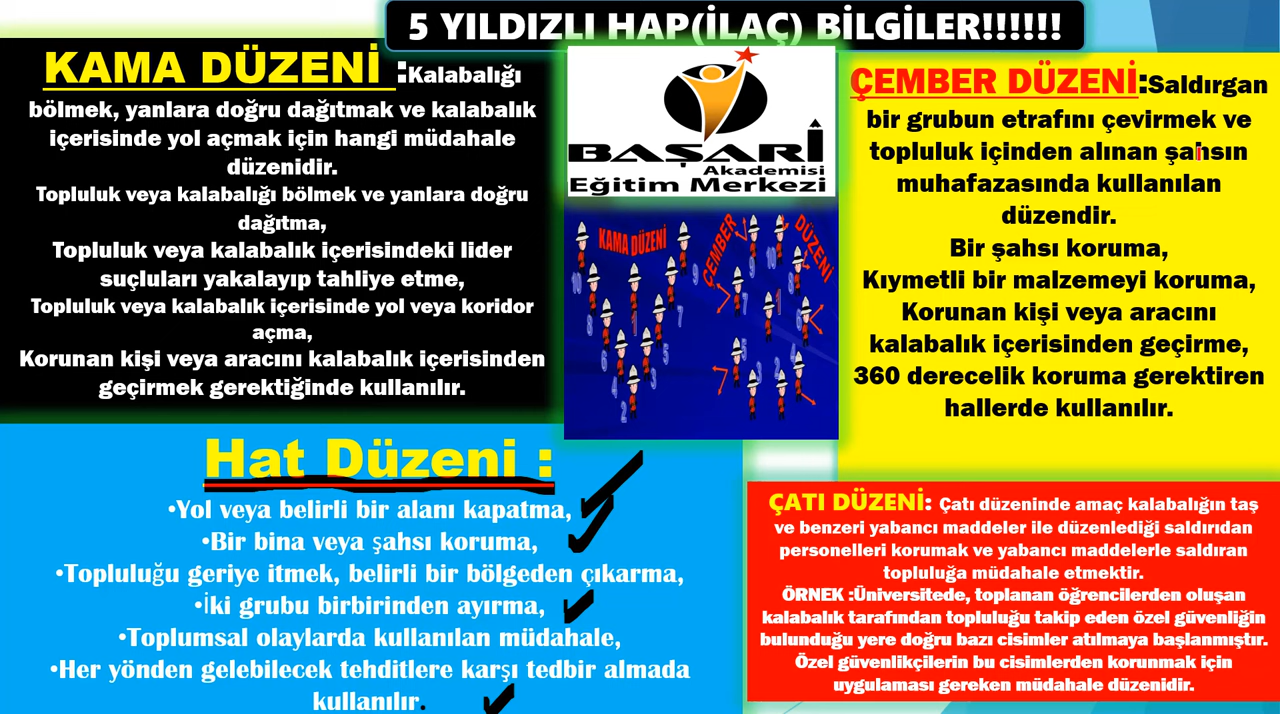 5 YILDIZLI HAP(İLAÇ) BİLGİLER!!!!!!
KAMA DÜZENİ :Kalabalığı
bölmek, yanlara doğru dağıtmak ve kalabalık
içerisinde yol açmak için hangi müdahale
düzenidir.
Topluluk veya kalabalığı bölmek ve yanlara doğru
dağıtma,
Topluluk veya kalabalık içerisindeki lider
suçluları yakalayıp tahliye etme,
Topluluk veya kalabalık içerisinde yol veya koridor
açma,
Korunan kişi veya aracını kalabalık içerisinden
geçirmek gerektiğinde kullanılır.
BAŞARI
Akademisi
Eğitim Merkezi
KAMA DÜZENİ
ÇEMBER DÜZENİ
ÇEMBER DÜZENİ:Saldırgan
bir grubun etrafını çevirmek ve
topluluk içinden alınan şahsın
muhafazasında kullanılan
düzendir.
Bir şahsı koruma,
Kıymetli bir malzemeyi koruma,
Korunan kişi veya aracını
kalabalık içerisinden geçirme,
360 derecelik koruma gerektiren
hallerde kullanılır.
Hat Düzeni :
•Yol veya belirli bir alanı kapatma,
•Bir bina veya şahsı koruma,
•Topluluğu geriye itmek, belirli bir bölgeden çıkarma,
•İki grubu birbirinden ayırma,
•Toplumsal olaylarda kullanılan müdahale,
•Her yönden gelebilecek tehditlere karşı tedbir almada
kullanılır.
ÇATI DÜZENİ: Çatı düzeninde amaç kalabalığın taş
ve benzeri yabancı maddeler ile düzenlediği saldırıdan
personelleri korumak ve yabancı maddelerle saldıran
topluluğa müdahale etmektir.
ÖRNEK :Üniversitede, toplanan öğrencilerden oluşan
kalabalık tarafından topluluğu takip eden özel güvenliğin
bulunduğu yere doğru bazı cisimler atılmaya başlanmıştır.
Özel güvenlikçilerin bu cisimlerden korunmak için
uygulaması gereken müdahale düzenidir.